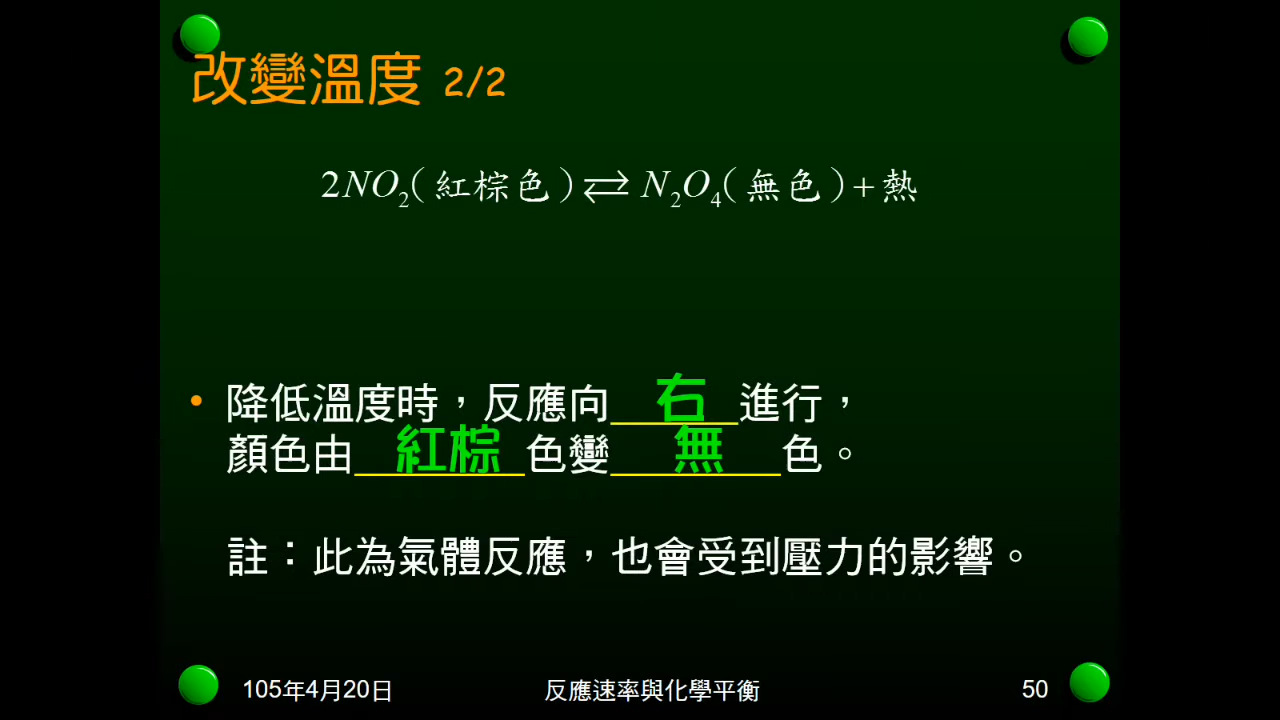 改變溫度 2/2
2NO₂(紅棕色)⇄N₂O₄(無色)+熱
• 降低溫度時，反應向 右 進行，
顏色由 紅棕 色變 無 色。
註：此為氣體反應，也會受到壓力的影響。
105年4月20日 反應速率與化學平衡 50